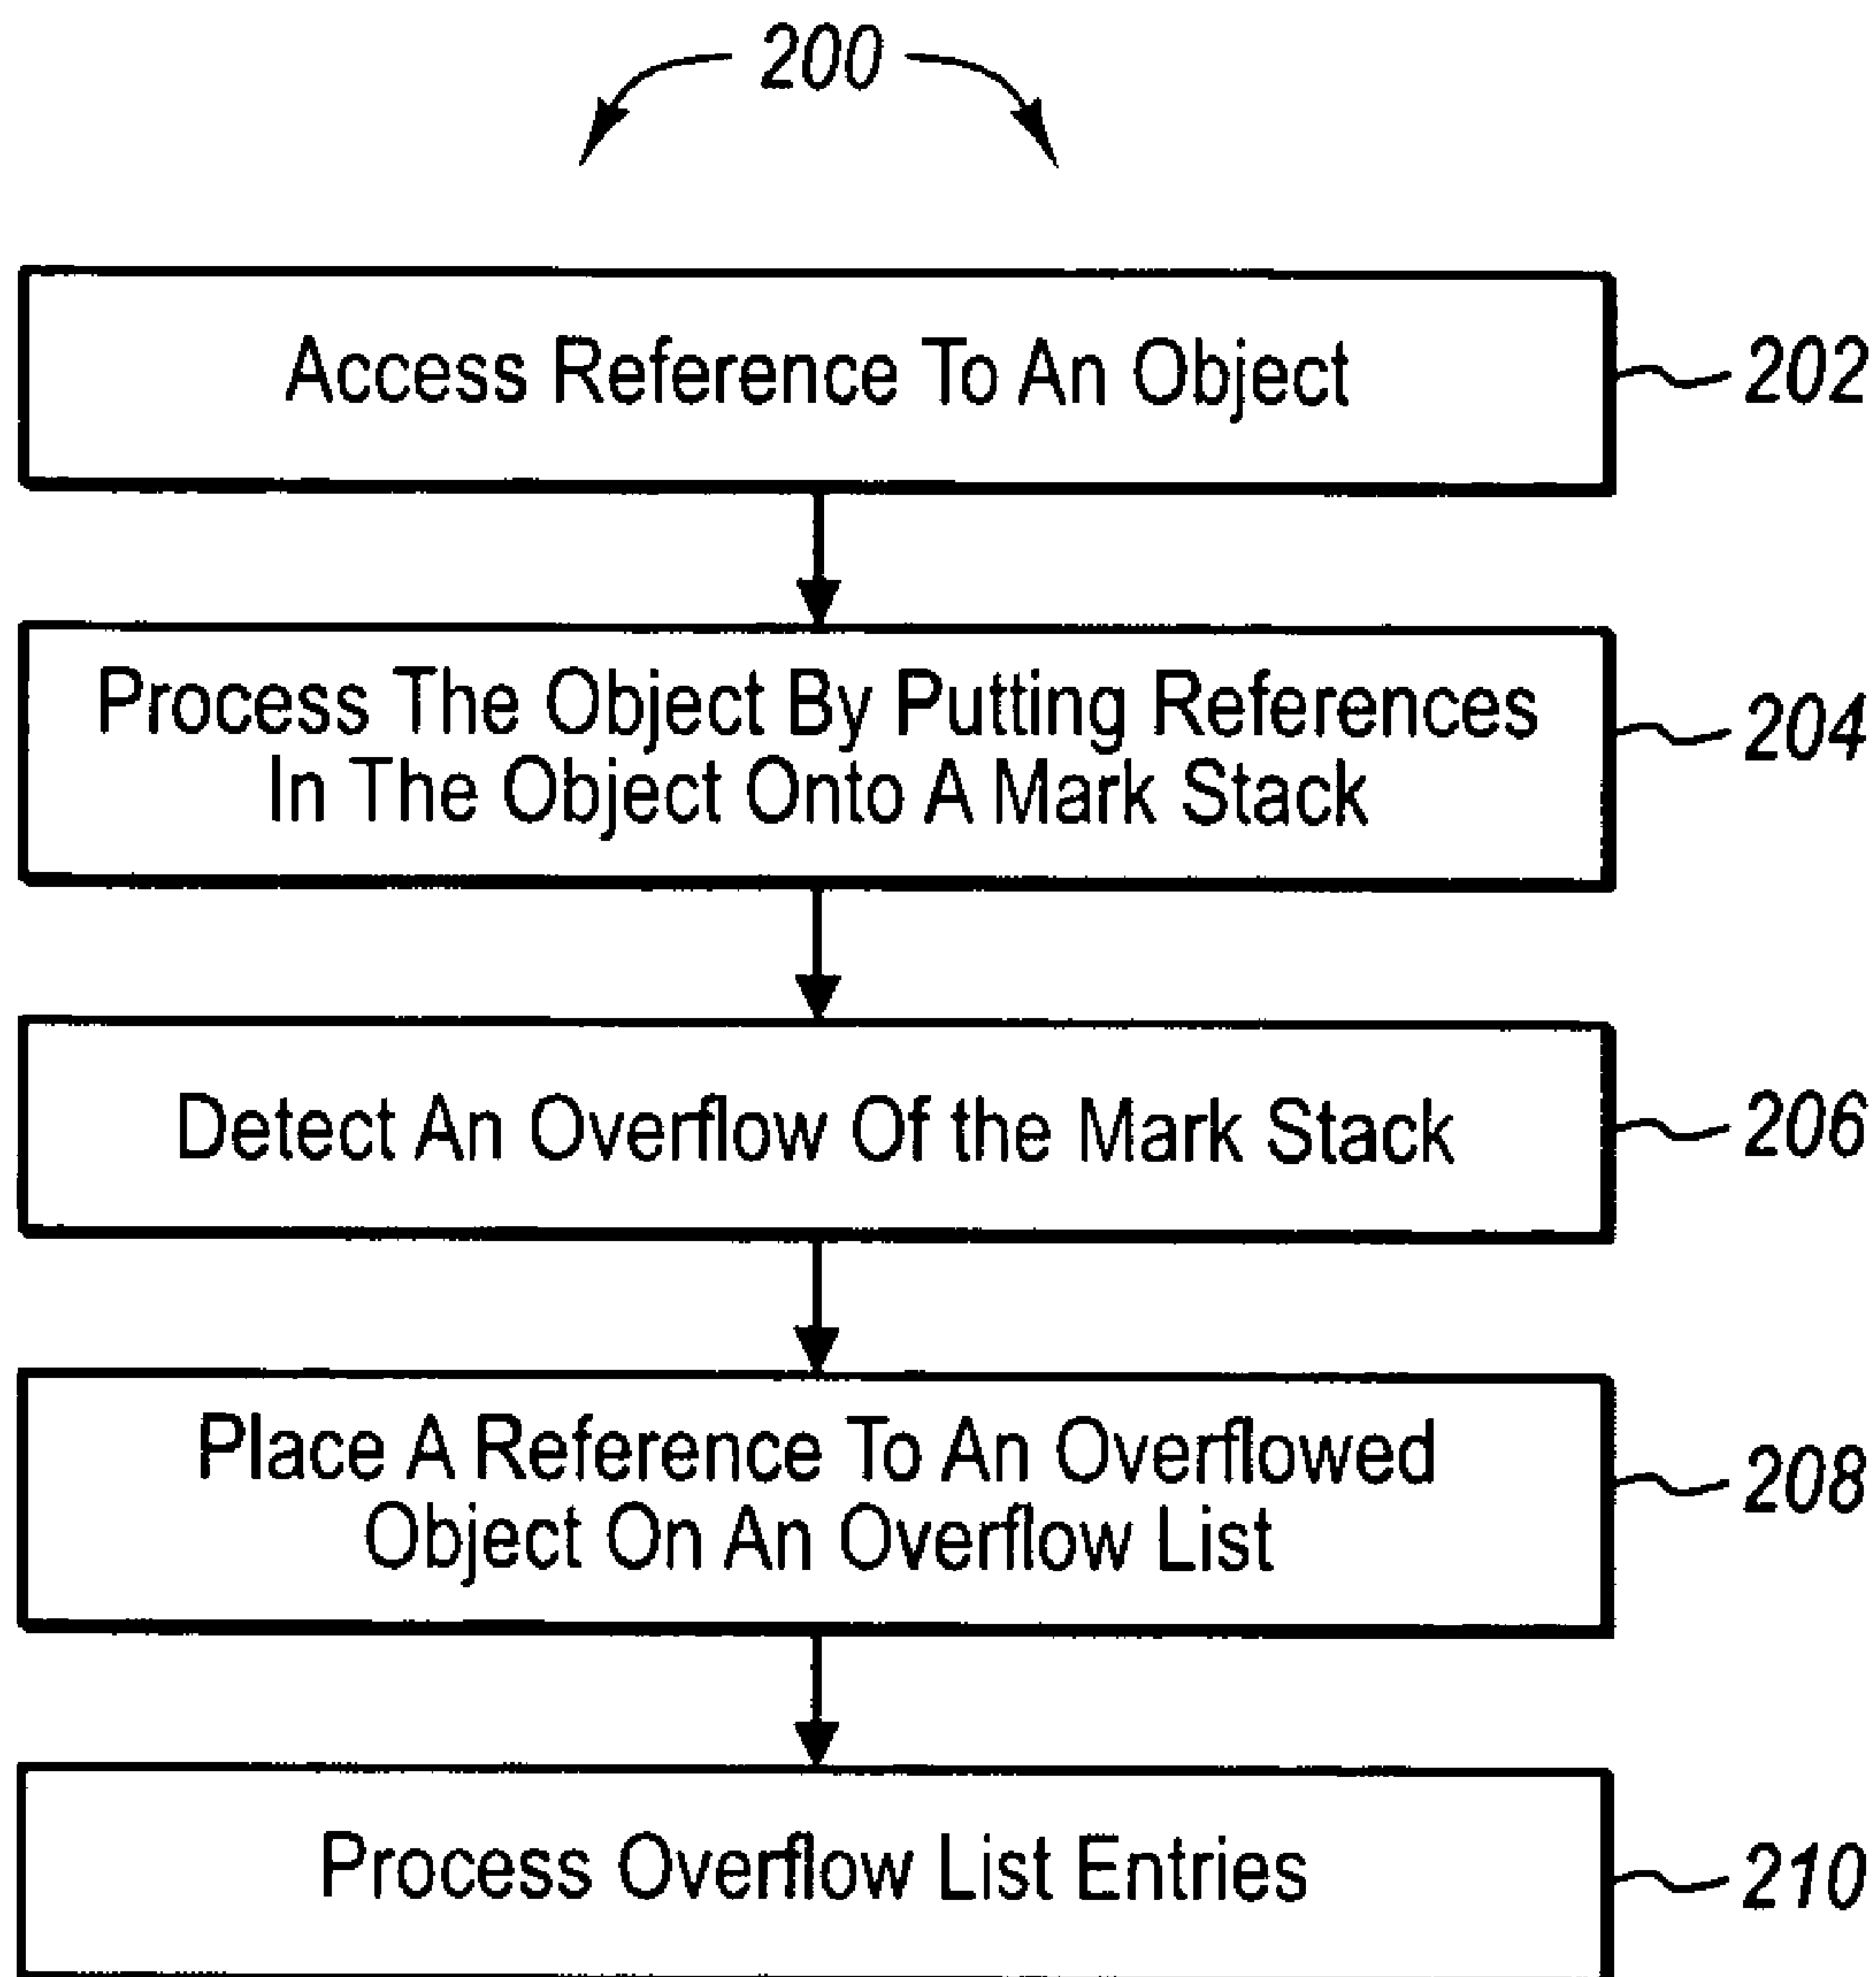 200
Access Reference To An Object
202
Process The Object By Putting References
In The Object Onto A Mark Stack
204
Detect An Overflow Of the Mark Stack
206
Place A Reference To An Overflowed
Object On An Overflow List
208
Process Overflow List Entries
210